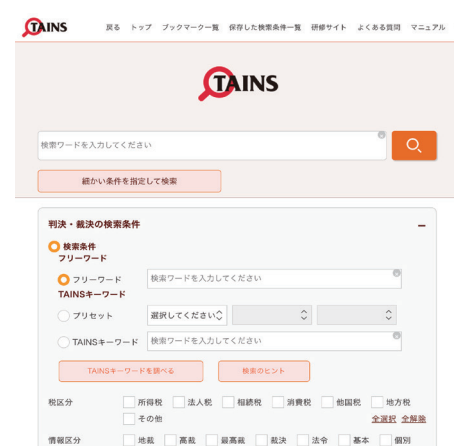 TAINS 戻る トップ ブックマーク一覧 保存した検索条件一覧 研修サイト よくある質問 マニュアル
TAINS
検索ワードを入力してください
細かい条件を指定して検索
判決・裁決の検索条件
検索条件
フリーワード
フリーワード 検索ワードを入力してください
TAINSキーワード
プリセット 選択してください
TAINSキーワード 検索ワードを入力してください
TAINSキーワードを調べる 検索のヒント
税区分 所得税 法人税 相続税 消費税 他国税 地方税
その他 全選択 全解除
情報区分 地裁 高裁 最高裁 裁決 法令 基本 個別